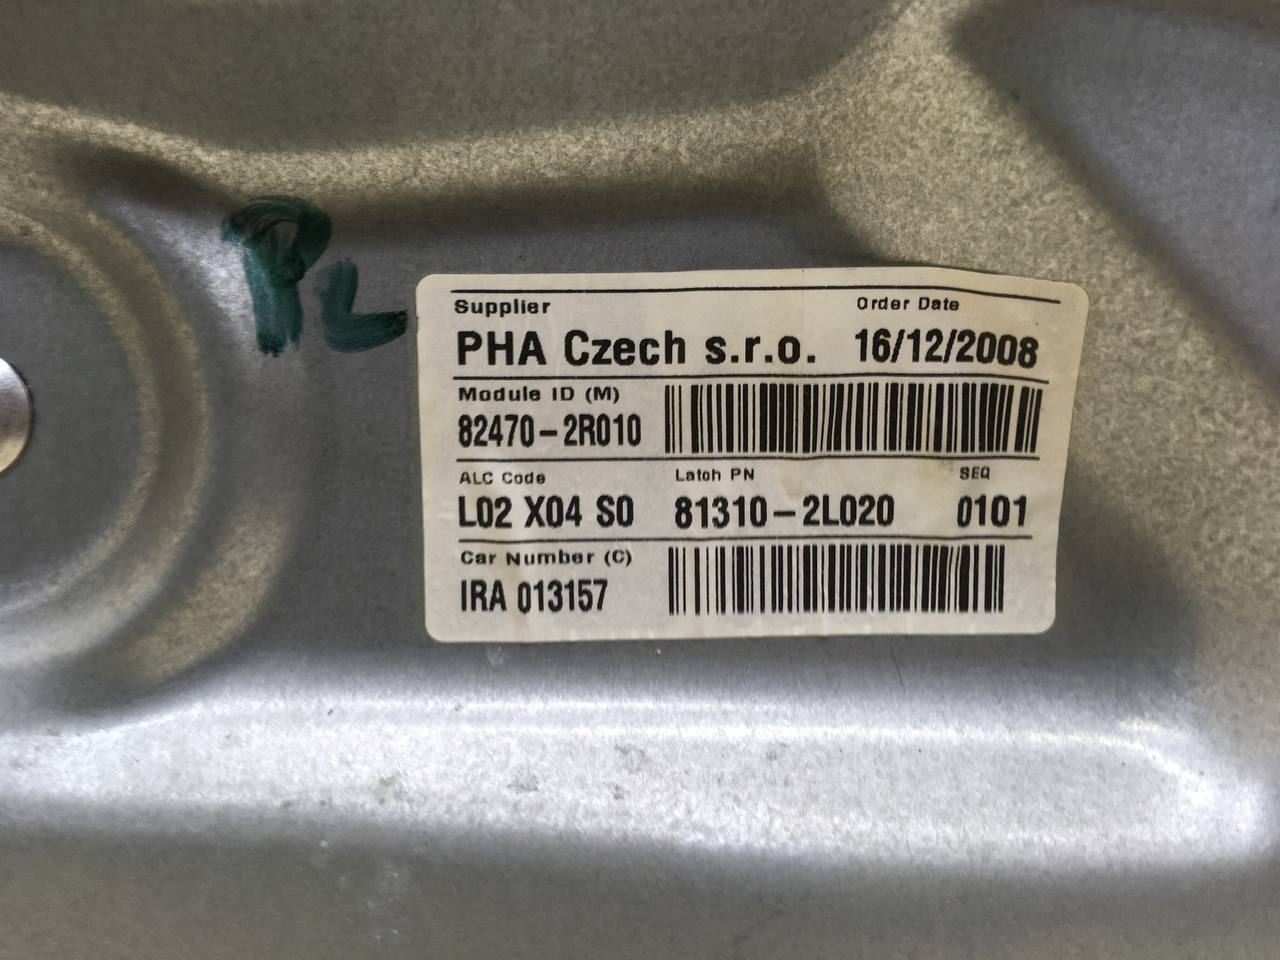 PL
Supplier Order Date
PHA Czech s.r.o. 16/12/2008
Module ID (M)
82470-2R010
ALC Code Latch PN SEQ
L02 X04 S0 81310-2L020 0101
Car Number (C)
IRA 013157